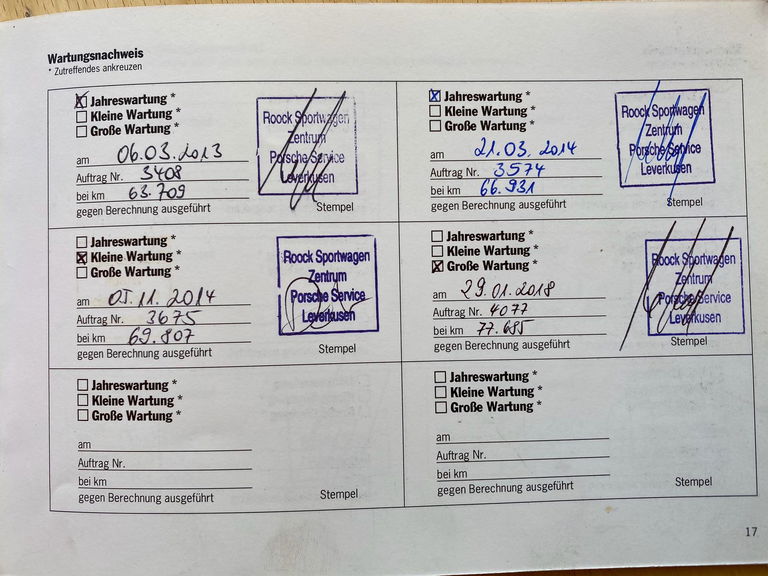 Wartungsnachweis
* Zutreffendes ankreuzen
Jahreswartung *
Kleine Wartung *
Große Wartung *
am 06.03.2013
Auftrag Nr. 3408
bei km 63.709
gegen Berechnung ausgeführt
Roock Sportwagen
Zentrum
Porsche Service
Leverkusen
Stempel
Jahreswartung *
Kleine Wartung *
Große Wartung *
am 21.03.2014
Auftrag Nr. 3574
bei km 66.931
gegen Berechnung ausgeführt
Roock Sportwagen
Zentrum
Porsche Service
Leverkusen
Stempel
Jahreswartung *
Kleine Wartung *
Große Wartung *
am 05.11.2014
Auftrag Nr. 3675
bei km 69.807
gegen Berechnung ausgeführt
Roock Sportwagen
Zentrum
Porsche Service
Leverkusen
Stempel
Jahreswartung *
Kleine Wartung *
Große Wartung *
am 29.01.2018
Auftrag Nr. 4077
bei km 77.685
gegen Berechnung ausgeführt
Roock Sportwagen
Zentrum
Porsche Service
Leverkusen
Stempel
Jahreswartung *
Kleine Wartung *
Große Wartung *
am
Auftrag Nr.
bei km
gegen Berechnung ausgeführt
Stempel
Jahreswartung *
Kleine Wartung *
Große Wartung *
am
Auftrag Nr.
bei km
gegen Berechnung ausgeführt
Stempel
17